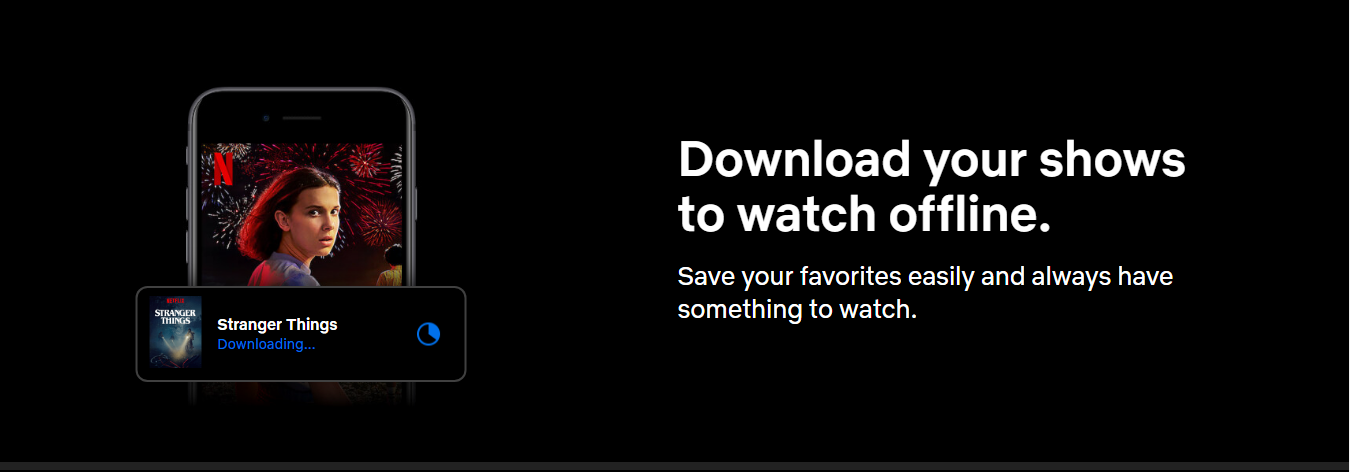 N
NETFLIX
STRANGER
THINGS
Stranger Things
Downloading...
Download your shows
to watch offline.
Save your favorites easily and always have
something to watch.